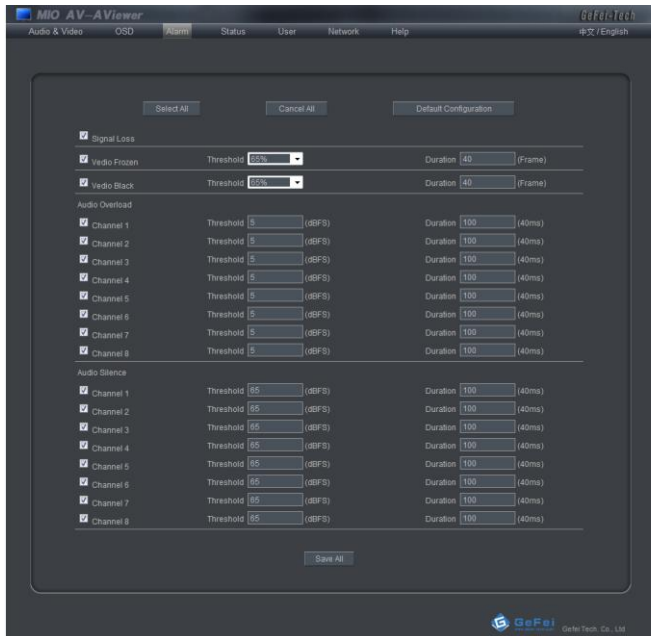 MIO AV-AViewer GeFei-Tech
Audio & Video OSD Alarm Status User Network Help 中文 / English
Select All Cancel All Default Configuration
Signal Loss
Vedio Frozen Threshold 65% Duration 40 (Frame)
Vedio Black Threshold 65% Duration 40 (Frame)
Audio Overload
Channel 1 Threshold 5 (dBFS) Duration 100 (40ms)
Channel 2 Threshold 5 (dBFS) Duration 100 (40ms)
Channel 3 Threshold 5 (dBFS) Duration 100 (40ms)
Channel 4 Threshold 5 (dBFS) Duration 100 (40ms)
Channel 5 Threshold 5 (dBFS) Duration 100 (40ms)
Channel 6 Threshold 5 (dBFS) Duration 100 (40ms)
Channel 7 Threshold 5 (dBFS) Duration 100 (40ms)
Channel 8 Threshold 5 (dBFS) Duration 100 (40ms)
Audio Silence
Channel 1 Threshold 65 (dBFS) Duration 100 (40ms)
Channel 2 Threshold 65 (dBFS) Duration 100 (40ms)
Channel 3 Threshold 65 (dBFS) Duration 100 (40ms)
Channel 4 Threshold 65 (dBFS) Duration 100 (40ms)
Channel 5 Threshold 65 (dBFS) Duration 100 (40ms)
Channel 6 Threshold 65 (dBFS) Duration 100 (40ms)
Channel 7 Threshold 65 (dBFS) Duration 100 (40ms)
Channel 8 Threshold 65 (dBFS) Duration 100 (40ms)
Save All
GeFei GefeiTech. Co., Ltd